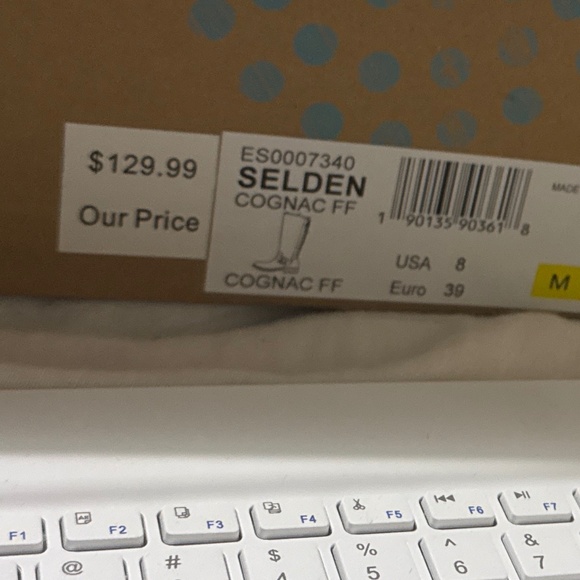 $129.99
Our Price
ES0007340
SELDEN
COGNAC FF
COGNAC FF
1 90135 90361 8
USA 8
Euro 39
MADE
M
F1 F2 F3 F4 F5 F6 F7
@ # $ % ^ &
4 5 6 7